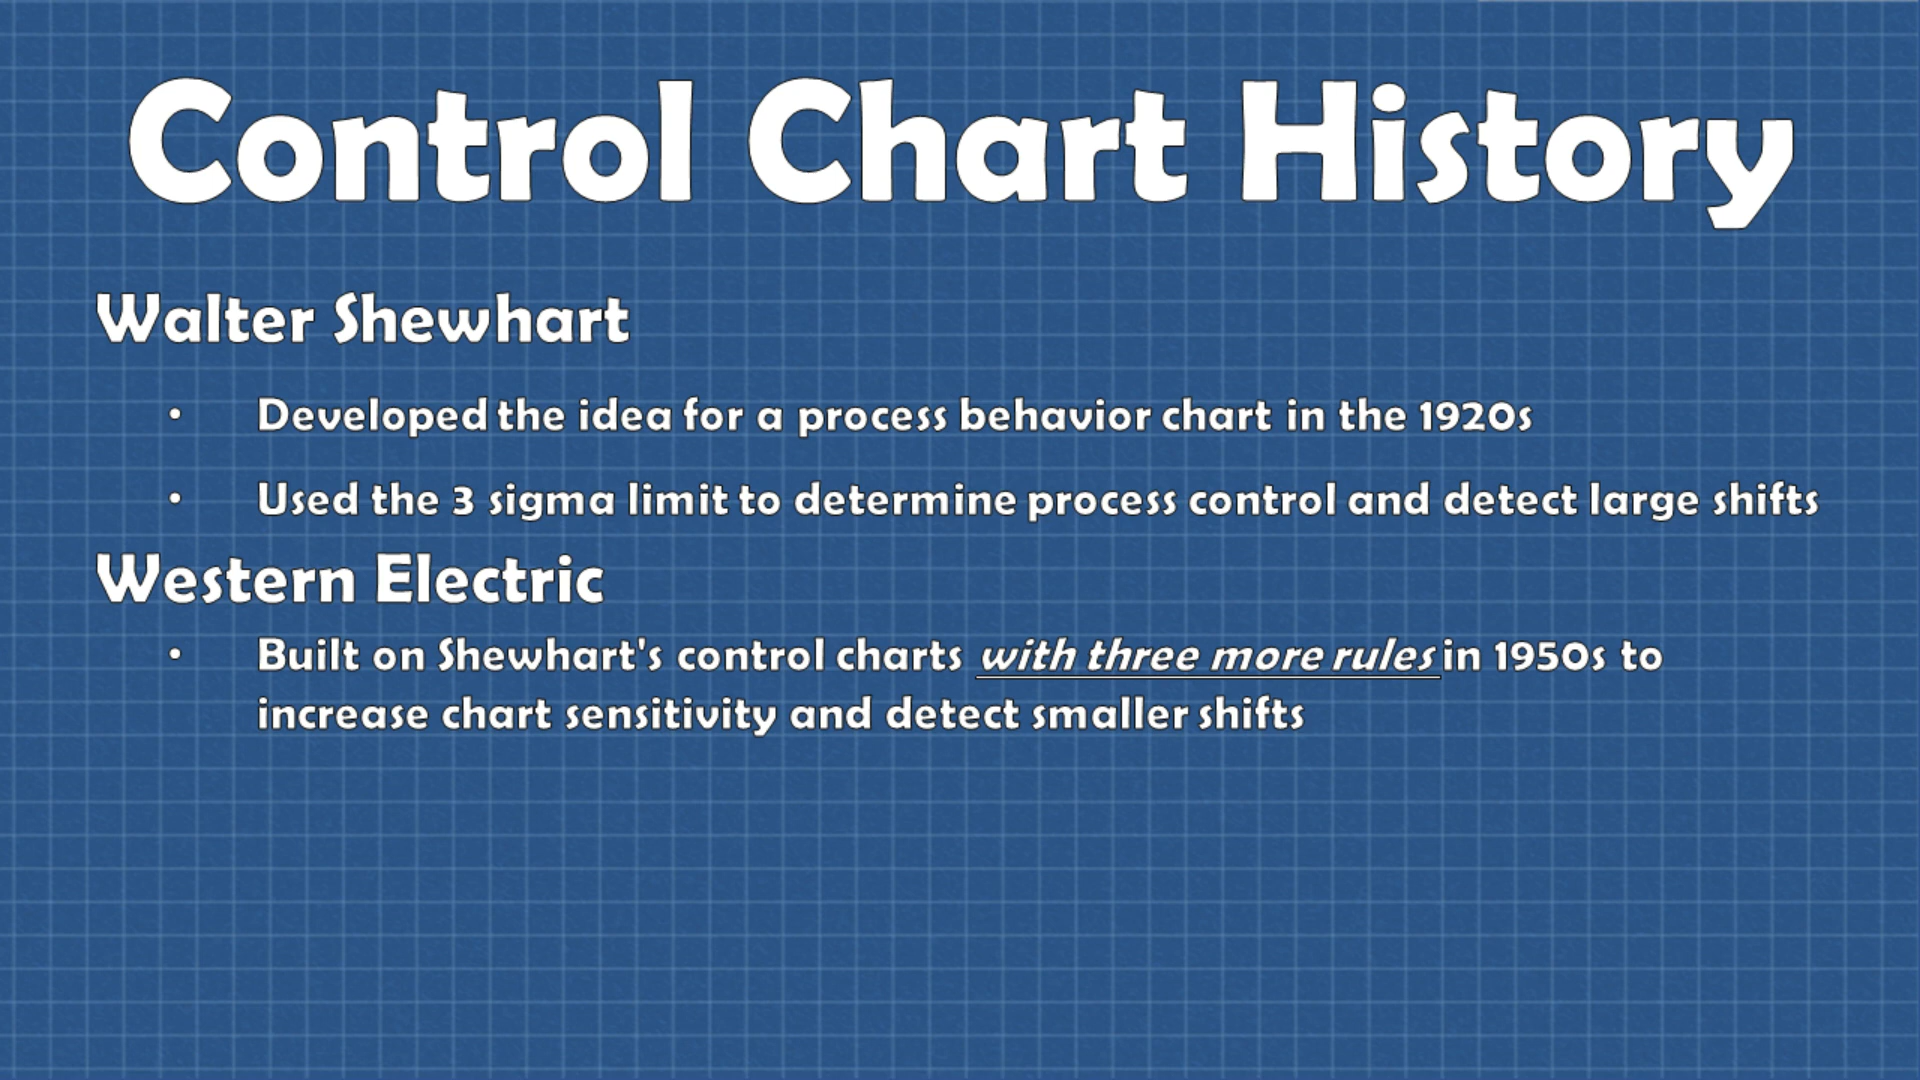 Control Chart History
Walter Shewhart
• Developed the idea for a process behavior chart in the 1920s
• Used the 3 sigma limit to determine process control and detect large shifts
Western Electric
• Built on Shewhart's control charts with three more rules in 1950s to
increase chart sensitivity and detect smaller shifts